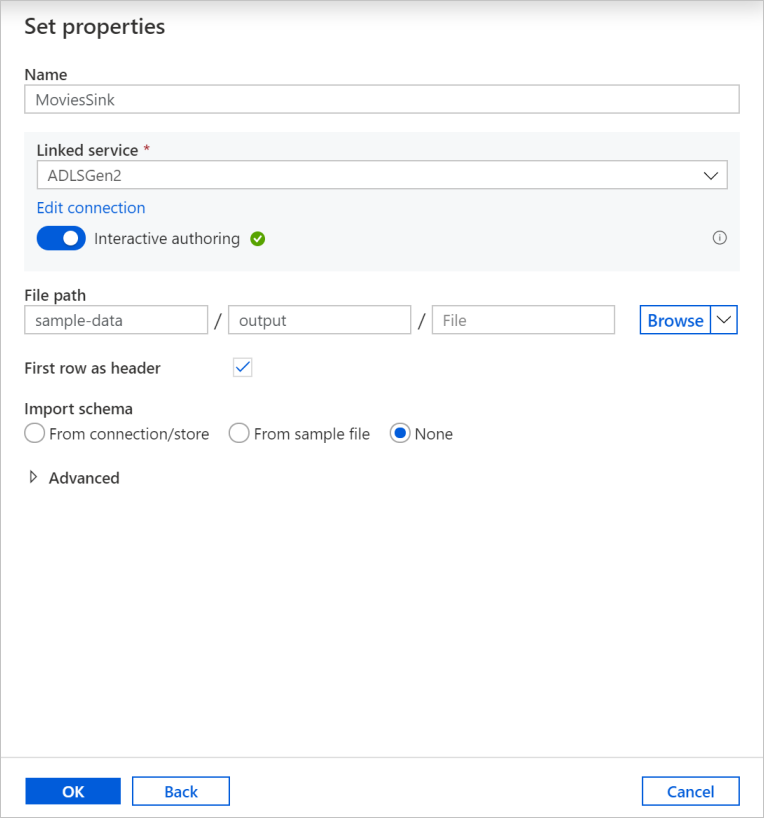 Set properties
Name
MoviesSink
Linked service *
ADLSGen2
Edit connection
Interactive authoring
File path
sample-data / output / File Browse
First row as header
Import schema
From connection/store From sample file None
Advanced
OK Back Cancel